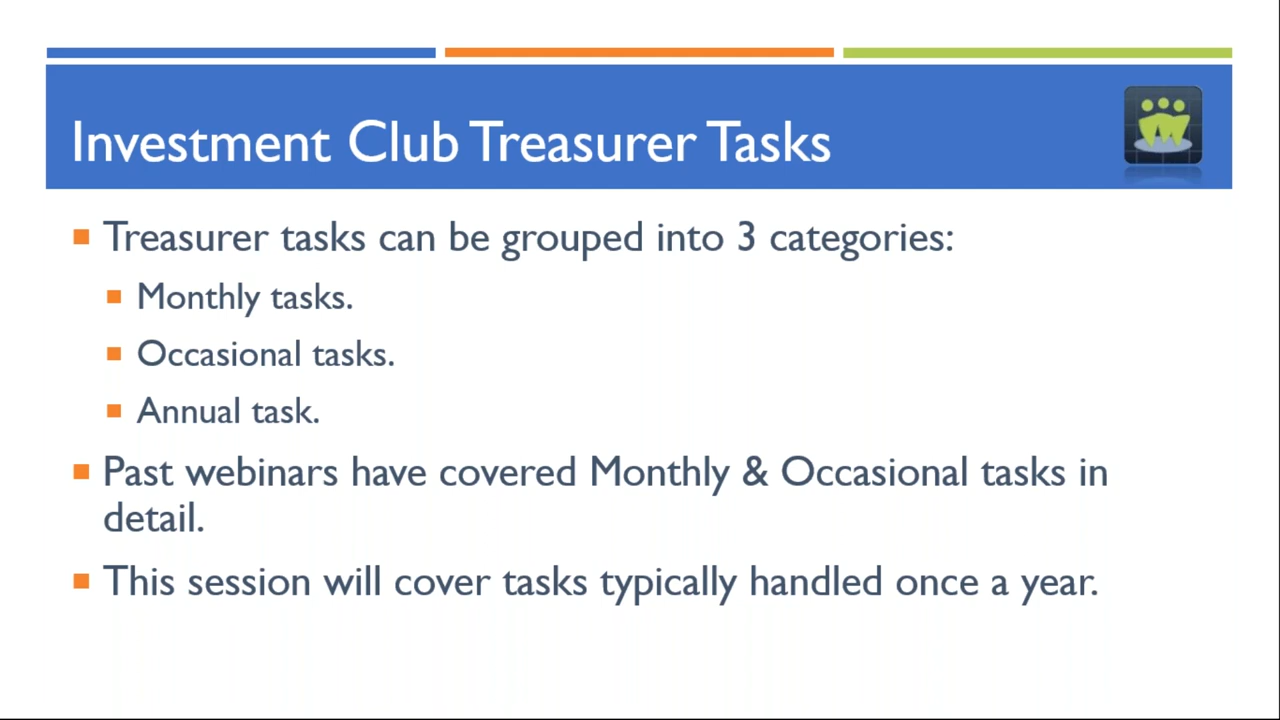 Investment Club Treasurer Tasks
Treasurer tasks can be grouped into 3 categories:
Monthly tasks.
Occasional tasks.
Annual task.
Past webinars have covered Monthly & Occasional tasks in
detail.
This session will cover tasks typically handled once a year.